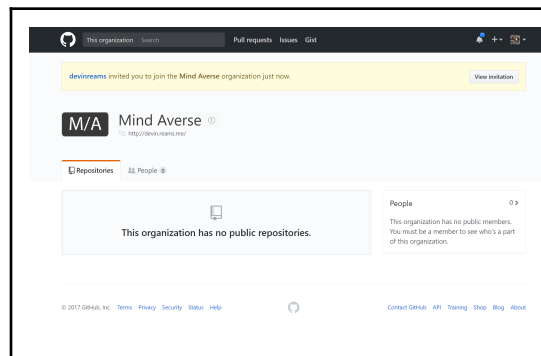 This organization Search Pull requests Issues Gist
devinreams invited you to join the Mind Averse organization just now. View invitation
M/A Mind Averse
http://devin.reams.me/
Repositories People 0
This organization has no public repositories.
People 0
This organization has no public members.
You must be a member to see who's a part
of this organization.
© 2017 GitHub, Inc. Terms Privacy Security Status Help Contact GitHub API Training Shop Blog About